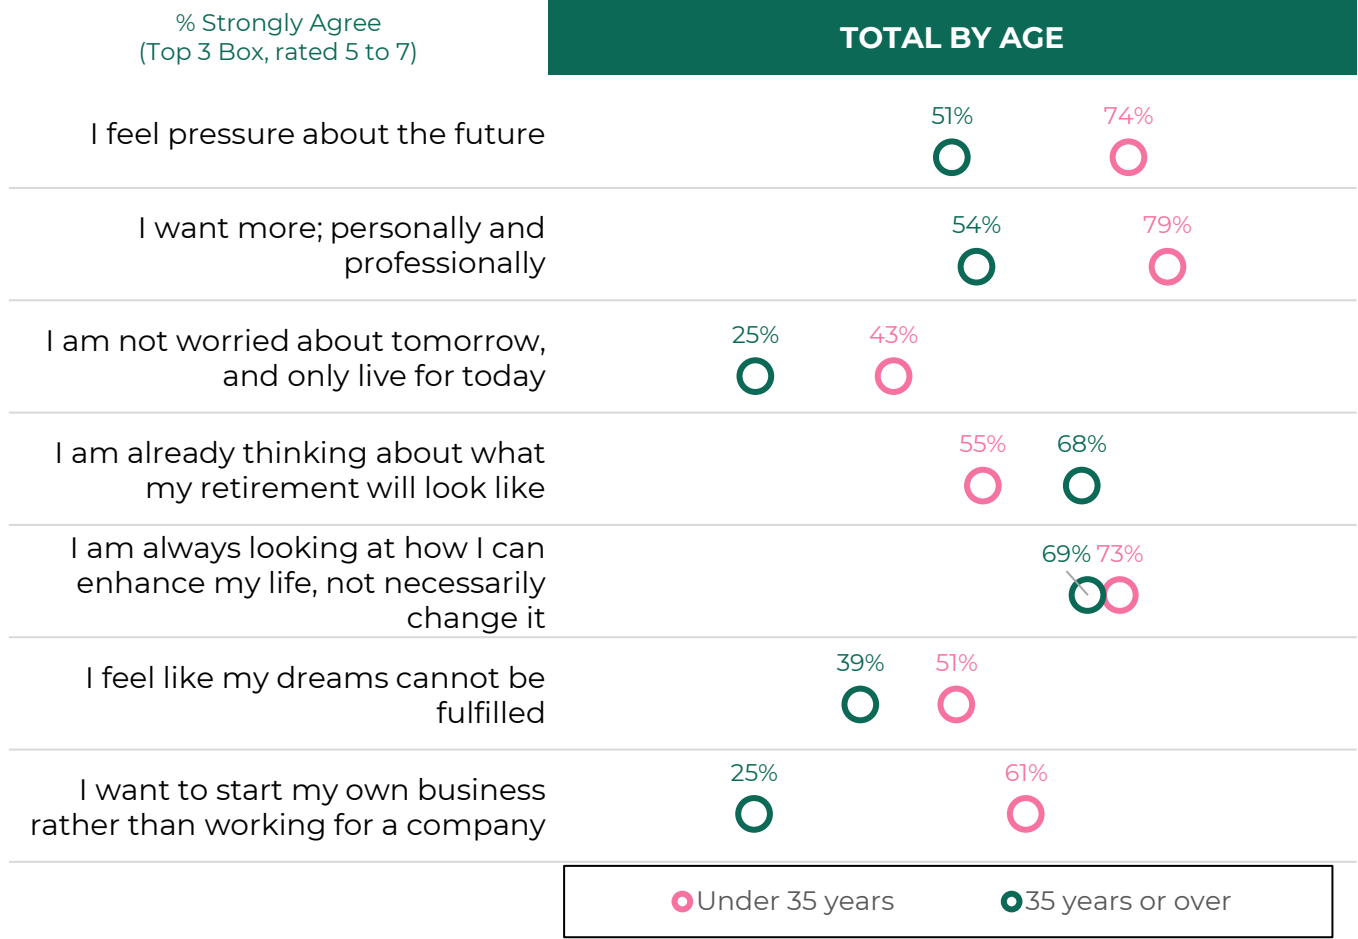 % Strongly Agree
(Top 3 Box, rated 5 to 7)
TOTAL BY AGE
I feel pressure about the future
51%
74%
I want more; personally and
professionally
54%
79%
I am not worried about tomorrow,
and only live for today
25%
43%
I am already thinking about what
my retirement will look like
55%
68%
I am always looking at how I can
enhance my life, not necessarily
change it
69%
73%
I feel like my dreams cannot be
fulfilled
39%
51%
I want to start my own business
rather than working for a company
25%
61%
Under 35 years
35 years or over